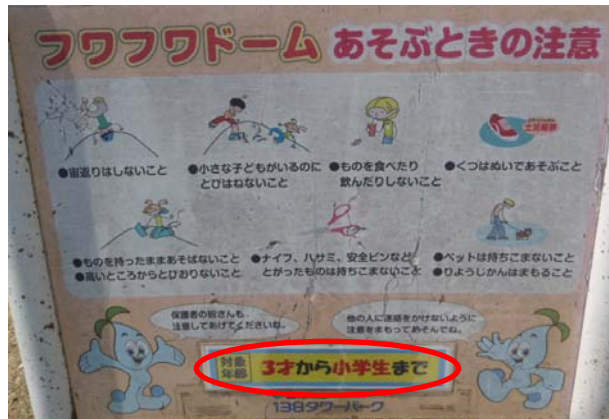 フワフワドーム あそぶときの注意
●宙返りはしないこと
●小さな子どもがいるのに
とびはねないこと
●ものを食べたり
飲んだりしないこと
●くつはぬいであそぶこと
●ものを持ったままあそばないこと
●高いところからとびおりないこと
●ナイフ、ハサミ、安全ピンなど
とがったものは持ちこまないこと
●ペットは持ちこまないこと
●りようじかんはまもること
保護者の皆さんも
注意してあげてくださいね。
他の人に迷惑をかけないように
注意をまもってあそんでね。
対象
年齢
3才から小学生まで
138タワーパーク